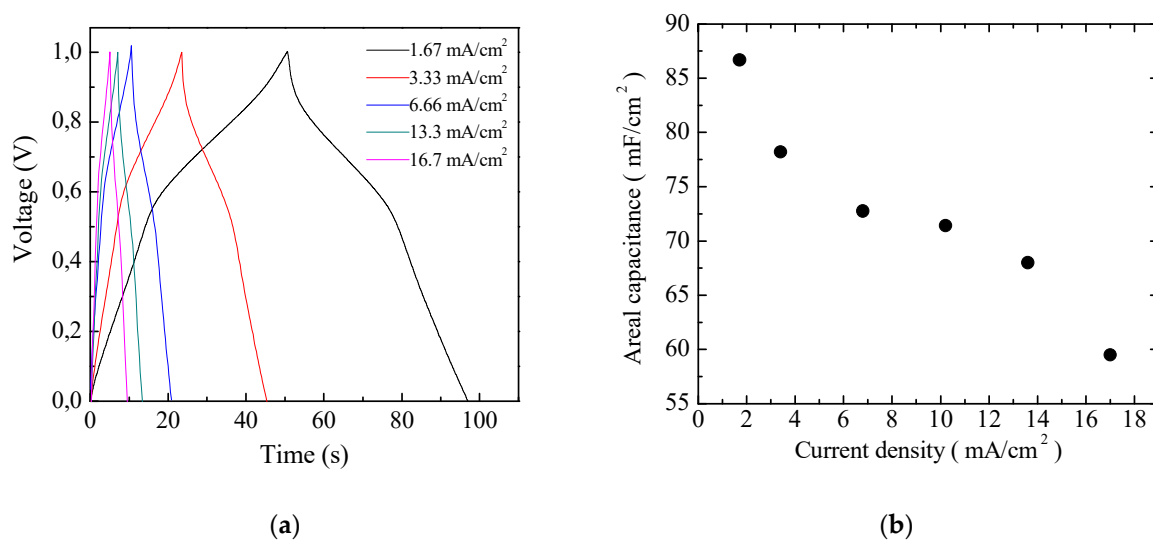 1,0
0,8
0,6
0,4
0,2
0,0
Voltage (V)
0 20 40 60 80 100
Time (s)
1.67 mA/cm²
3.33 mA/cm²
6.66 mA/cm²
13.3 mA/cm²
16.7 mA/cm²
(a)
90
85
80
75
70
65
60
55
Areal capacitance ( mF/cm² )
0 2 4 6 8 10 12 14 16 18
Current density ( mA/cm² )
(b)